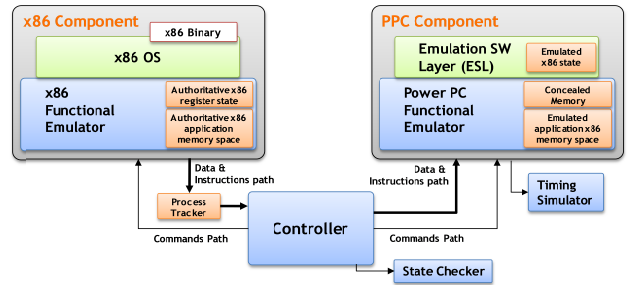 x86 Component
x86 Binary
x86 OS
x86
Functional
Emulator
Authoritative x86
register state
Authoritative x86
application
memory space
PPC Component
Emulation SW
Layer (ESL)
Emulated
x86 state
Power PC
Functional
Emulator
Concealed
Memory
Emulated
application x86
memory space
Data &
Instructions path
Process
Tracker
Commands Path
Controller
Data &
Instructions path
Commands Path
Timing
Simulator
State Checker